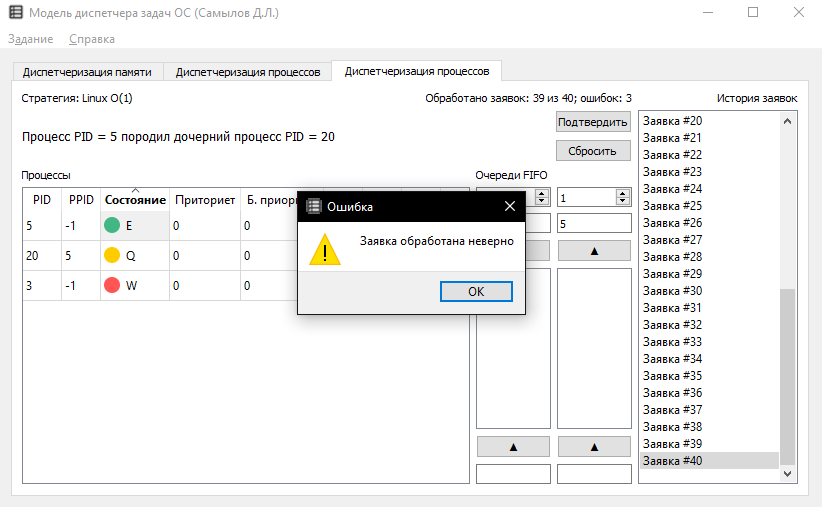 Модель диспетчера задач ОС (Самылов Д.Л.)
Задание Справка
Диспетчеризация памяти Диспетчеризация процессов Диспетчеризация процессов
Стратегия: Linux O(1) Обработано заявок: 39 из 40; ошибок: 3 История заявок
Процесс PID = 5 породил дочерний процесс PID = 20
Подтвердить
Сбросить
Процессы Очереди FIFO
PID PPID Состояние Приториет Б. приори
5 -1 E 0 0
20 5 Q 0 0
3 -1 W 0 0
1
5
▲
▲ ▲
Ошибка
Заявка обработана неверно
OK
Заявка #20
Заявка #21
Заявка #22
Заявка #23
Заявка #24
Заявка #25
Заявка #26
Заявка #27
Заявка #28
Заявка #29
Заявка #30
Заявка #31
Заявка #32
Заявка #33
Заявка #34
Заявка #35
Заявка #36
Заявка #37
Заявка #38
Заявка #39
Заявка #40